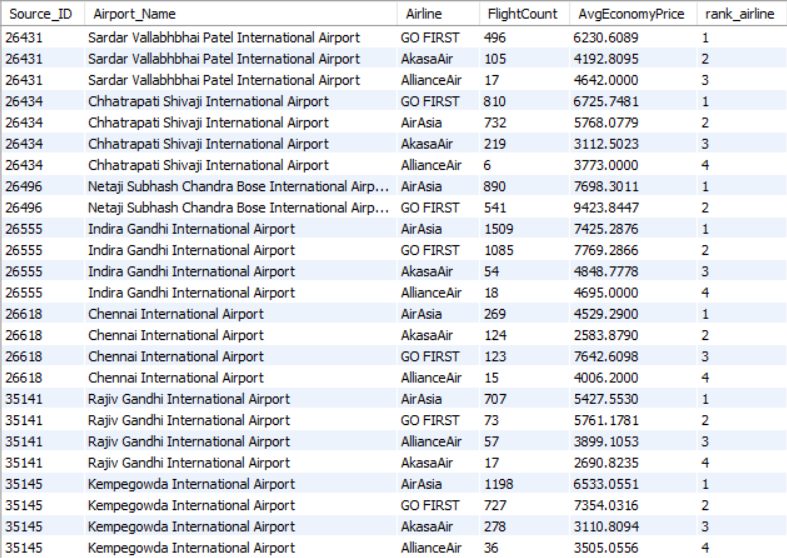 Source_ID Airport_Name Airline FlightCount AvgEconomyPrice rank_airline
26431 Sardar Vallabhbhai Patel International Airport GO FIRST 496 6230.6089 1
26431 Sardar Vallabhbhai Patel International Airport AkasaAir 105 4192.8095 2
26431 Sardar Vallabhbhai Patel International Airport AllianceAir 17 4642.0000 3
26434 Chhatrapati Shivaji International Airport GO FIRST 810 6725.7481 1
26434 Chhatrapati Shivaji International Airport AirAsia 732 5768.0779 2
26434 Chhatrapati Shivaji International Airport AkasaAir 219 3112.5023 3
26434 Chhatrapati Shivaji International Airport AllianceAir 6 3773.0000 4
26496 Netaji Subhash Chandra Bose International Airp... AirAsia 890 7698.3011 1
26496 Netaji Subhash Chandra Bose International Airp... GO FIRST 541 9423.8447 2
26555 Indira Gandhi International Airport AirAsia 1509 7425.2876 1
26555 Indira Gandhi International Airport GO FIRST 1085 7769.2866 2
26555 Indira Gandhi International Airport AkasaAir 54 4848.7778 3
26555 Indira Gandhi International Airport AllianceAir 18 4695.0000 4
26618 Chennai International Airport AirAsia 269 4529.2900 1
26618 Chennai International Airport AkasaAir 124 2583.8790 2
26618 Chennai International Airport GO FIRST 123 7642.6098 3
26618 Chennai International Airport AllianceAir 15 4006.2000 4
35141 Rajiv Gandhi International Airport AirAsia 707 5427.5530 1
35141 Rajiv Gandhi International Airport GO FIRST 73 5761.1781 2
35141 Rajiv Gandhi International Airport AllianceAir 57 3899.1053 3
35141 Rajiv Gandhi International Airport AkasaAir 17 2690.8235 4
35145 Kempegowda International Airport AirAsia 1198 6533.0551 1
35145 Kempegowda International Airport GO FIRST 727 7354.0316 2
35145 Kempegowda International Airport AkasaAir 278 3110.8094 3
35145 Kempegowda International Airport AllianceAir 36 3505.0556 4